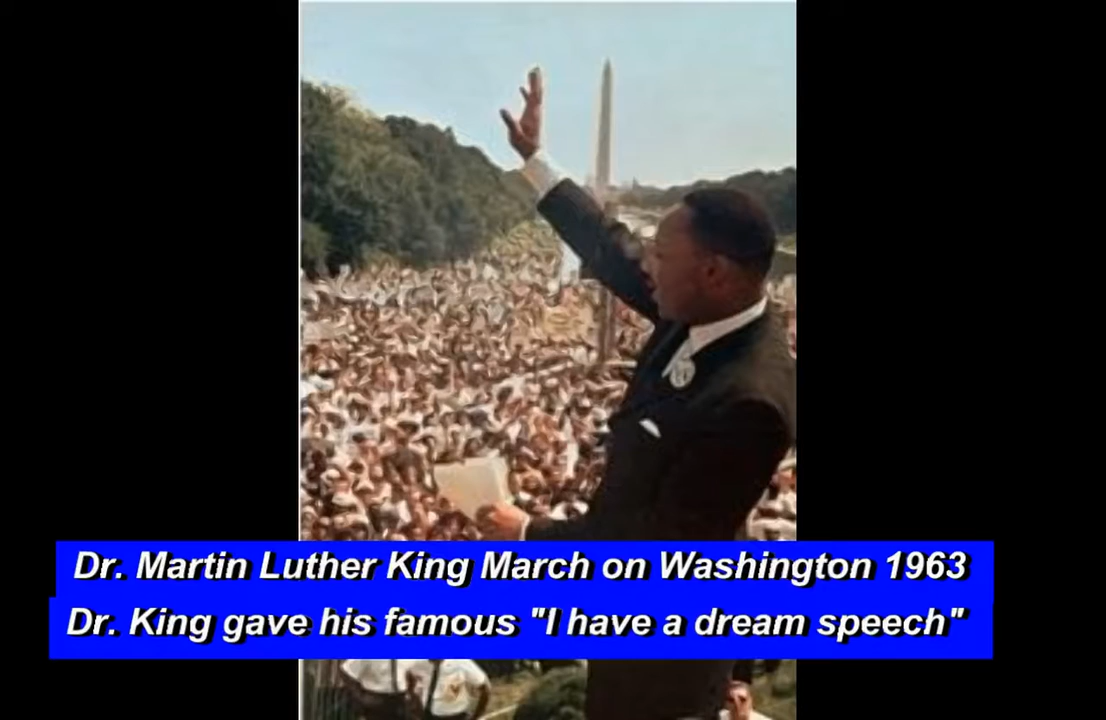 Dr. Martin Luther King March on Washington 1963
Dr. King gave his famous "I have a dream speech"